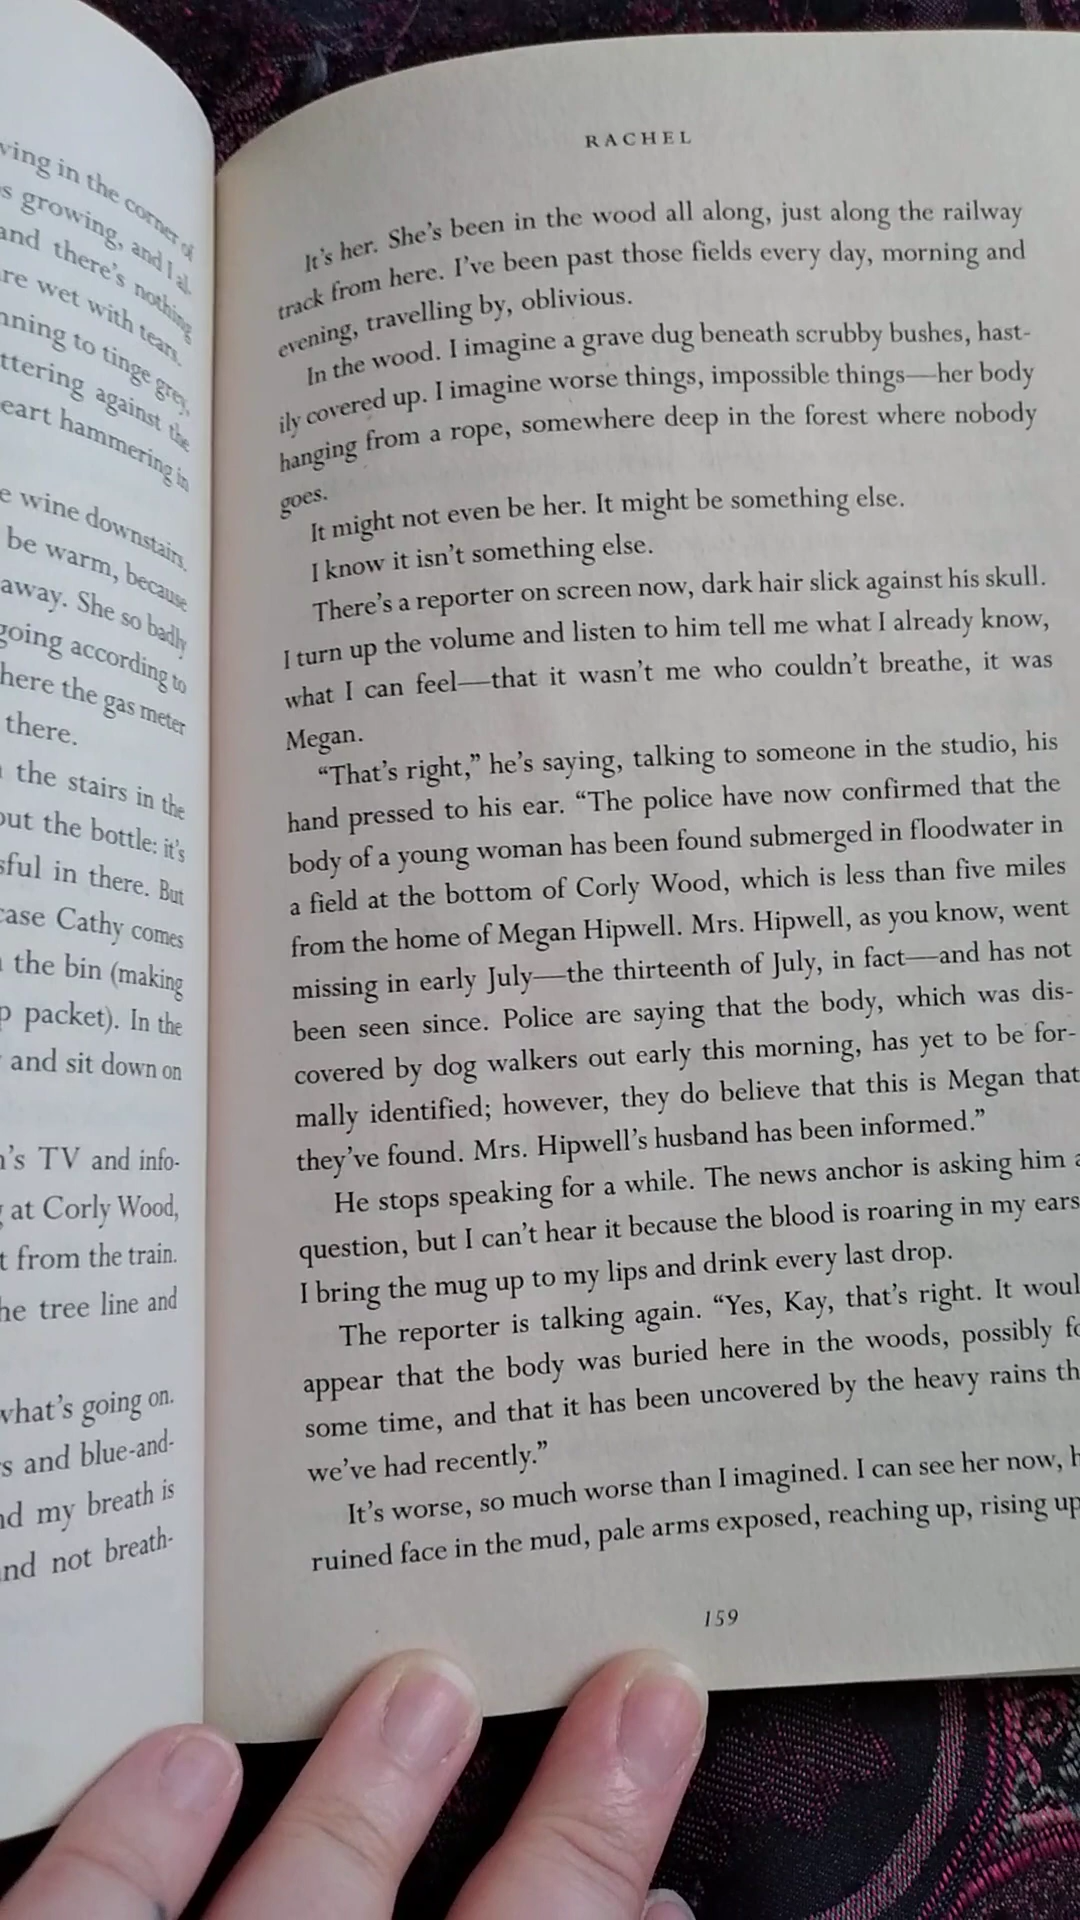 ving in the corner of
s growing, and I al-
and there's nothing
re wet with tears.
nning to tinge grey,
ttering against the
eart hammering in
e wine downstairs.
be warm, because
away. She so badly
going according to
here the gas meter
there.
the stairs in the
out the bottle: it's
sful in there. But
case Cathy comes
the bin (making
p packet). In the
and sit down on
n's TV and info-
g at Corly Wood,
t from the train.
he tree line and
what's going on.
s and blue-and-
nd my breath is
and not breath-
RACHEL
It's her. She's been in the wood all along, just along the railway
track from here. I've been past those fields every day, morning and
evening, travelling by, oblivious.
In the wood. I imagine a grave dug beneath scrubby bushes, hast-
ily covered up. I imagine worse things, impossible things—her body
hanging from a rope, somewhere deep in the forest where nobody
goes.
It might not even be her. It might be something else.
I know it isn't something else.
There's a reporter on screen now, dark hair slick against his skull.
I turn up the volume and listen to him tell me what I already know,
what I can feel—that it wasn't me who couldn't breathe, it was
Megan.
“That's right,” he's saying, talking to someone in the studio, his
hand pressed to his ear. “The police have now confirmed that the
body of a young woman has been found submerged in floodwater in
a field at the bottom of Corly Wood, which is less than five miles
from the home of Megan Hipwell. Mrs. Hipwell, as you know, went
missing in early July—the thirteenth of July, in fact—and has not
been seen since. Police are saying that the body, which was dis-
covered by dog walkers out early this morning, has yet to be for-
mally identified; however, they do believe that this is Megan that
they've found. Mrs. Hipwell's husband has been informed.”
He stops speaking for a while. The news anchor is asking him a
question, but I can't hear it because the blood is roaring in my ears
I bring the mug up to my lips and drink every last drop.
The reporter is talking again. “Yes, Kay, that's right. It woul
appear that the body was buried here in the woods, possibly fo
some time, and that it has been uncovered by the heavy rains th
we've had recently.”
It's worse, so much worse than I imagined. I can see her now, h
ruined face in the mud, pale arms exposed, reaching up, rising up
159